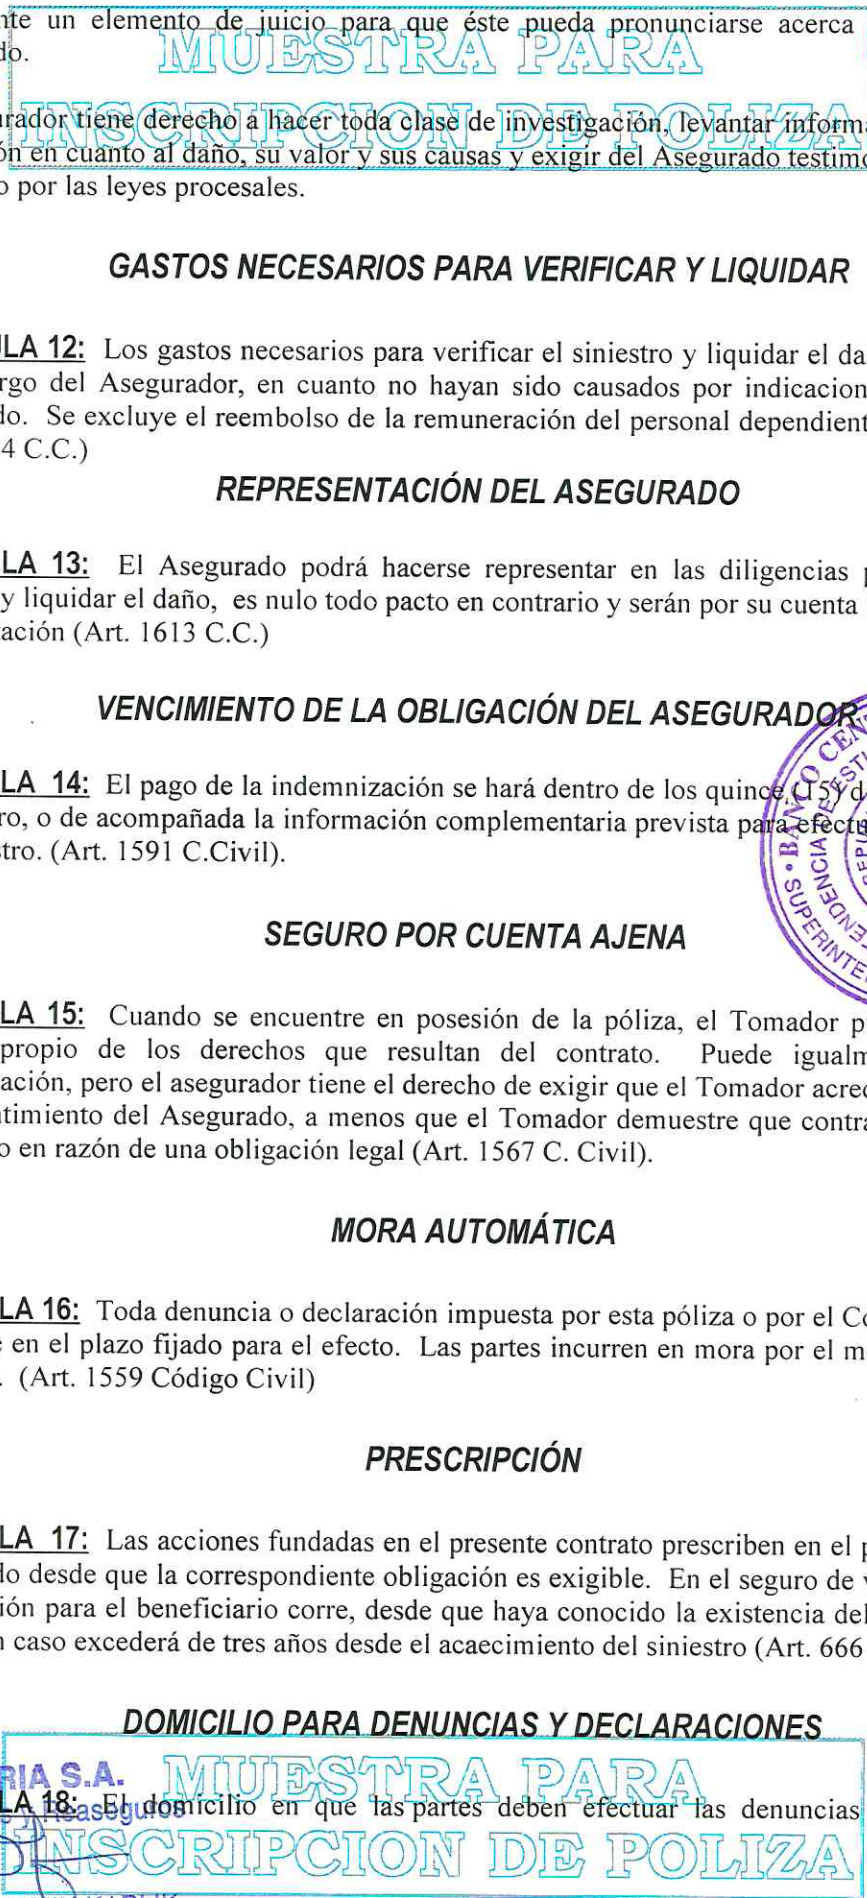 nte un elemento de juicio para que éste pueda pronunciarse acerca
do.
MUESTRA PARA
INSCRIPCION DE POLIZA
urador tiene derecho a hacer toda clase de investigación, levantar informa
ón en cuanto al daño, su valor y sus causas y exigir del Asegurado testimo
o por las leyes procesales.
GASTOS NECESARIOS PARA VERIFICAR Y LIQUIDAR
ULA 12: Los gastos necesarios para verificar el siniestro y liquidar el da
rgo del Asegurador, en cuanto no hayan sido causados por indicacion
do. Se excluye el reembolso de la remuneración del personal dependient
4 C.C.)
REPRESENTACIÓN DEL ASEGURADO
LA 13: El Asegurado podrá hacerse representar en las diligencias p
y liquidar el daño, es nulo todo pacto en contrario y serán por su cuenta
ación (Art. 1613 C.C.)
VENCIMIENTO DE LA OBLIGACIÓN DEL ASEGURADOR
LA 14: El pago de la indemnización se hará dentro de los quince (15) d
ro, o de acompañada la información complementaria prevista para efectu
stro. (Art. 1591 C.Civil).
BANCO CENT
SUPERINTE
SEGURO POR CUENTA AJENA
LA 15: Cuando se encuentre en posesión de la póliza, el Tomador p
propio de los derechos que resultan del contrato. Puede igualm
ación, pero el asegurador tiene el derecho de exigir que el Tomador acred
ntimiento del Asegurado, a menos que el Tomador demuestre que contra
o en razón de una obligación legal (Art. 1567 C. Civil).
MORA AUTOMÁTICA
LA 16: Toda denuncia o declaración impuesta por esta póliza o por el Có
e en el plazo fijado para el efecto. Las partes incurren en mora por el m
. (Art. 1559 Código Civil)
PRESCRIPCIÓN
LA 17: Las acciones fundadas en el presente contrato prescriben en el p
do desde que la correspondiente obligación es exigible. En el seguro de v
ión para el beneficiario corre, desde que haya conocido la existencia del
n caso excederá de tres años desde el acaecimiento del siniestro (Art. 666
DOMICILIO PARA DENUNCIAS Y DECLARACIONES
RIA S.A.
MUESTRA PARA
LA 18: El domicilio en que las partes deben efectuar las denuncias
INSCRIPCION DE POLIZA